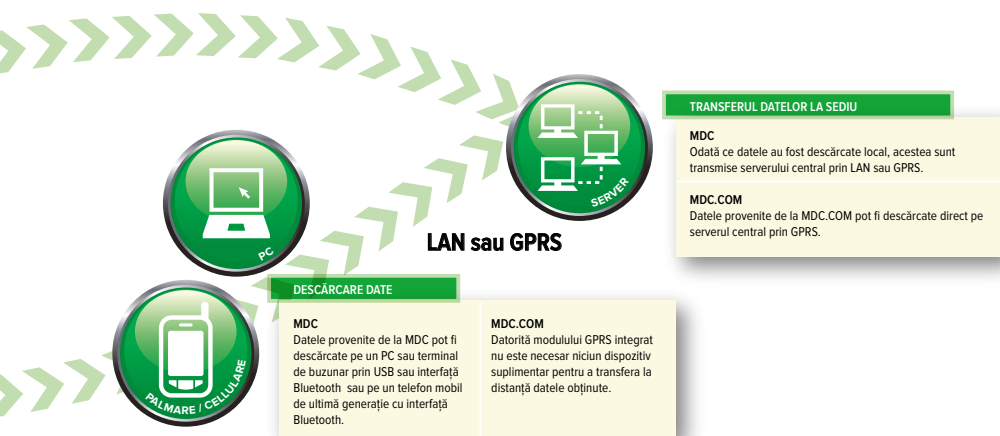 SERVER
TRANSFERUL DATELOR LA SEDIU
MDC
Odată ce datele au fost descărcate local, acestea sunt
transmise serverului central prin LAN sau GPRS.
MDC.COM
Datele provenite de la MDC.COM pot fi descărcate direct pe
serverul central prin GPRS.
PC
LAN sau GPRS
PALMARE / CELLULARE
DESCĂRCARE DATE
MDC
Datele provenite de la MDC pot fi
descărcate pe un PC sau terminal
de buzunar prin USB sau interfață
Bluetooth sau pe un telefon mobil
de ultimă generație cu interfață
Bluetooth.
MDC.COM
Datorită modulului GPRS integrat
nu este necesar niciun dispozitiv
suplimentar pentru a transfera la
distanță datele obținute.